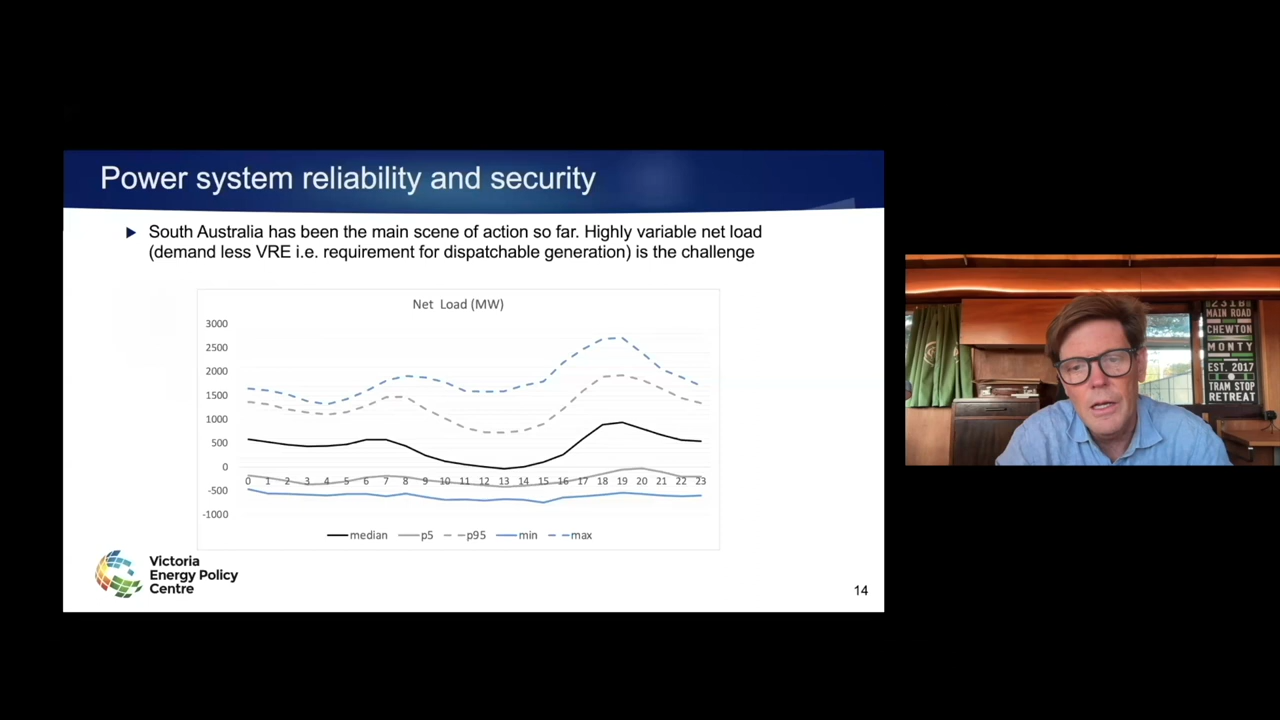 Power system reliability and security
South Australia has been the main scene of action so far. Highly variable net load
(demand less VRE i.e. requirement for dispatchable generation) is the challenge
Net Load (MW)
3000
2500
2000
1500
1000
500
0
-500
-1000
0 1 2 3 4 5 6 7 8 9 10 11 12 13 14 15 16 17 18 19 20 21 22 23
median p5 p95 min max
Victoria
Energy Policy
Centre
14
231B
MAIN ROAD
CHEWTON
MONTY
EST. 2017
TRAM STOP
RETREAT